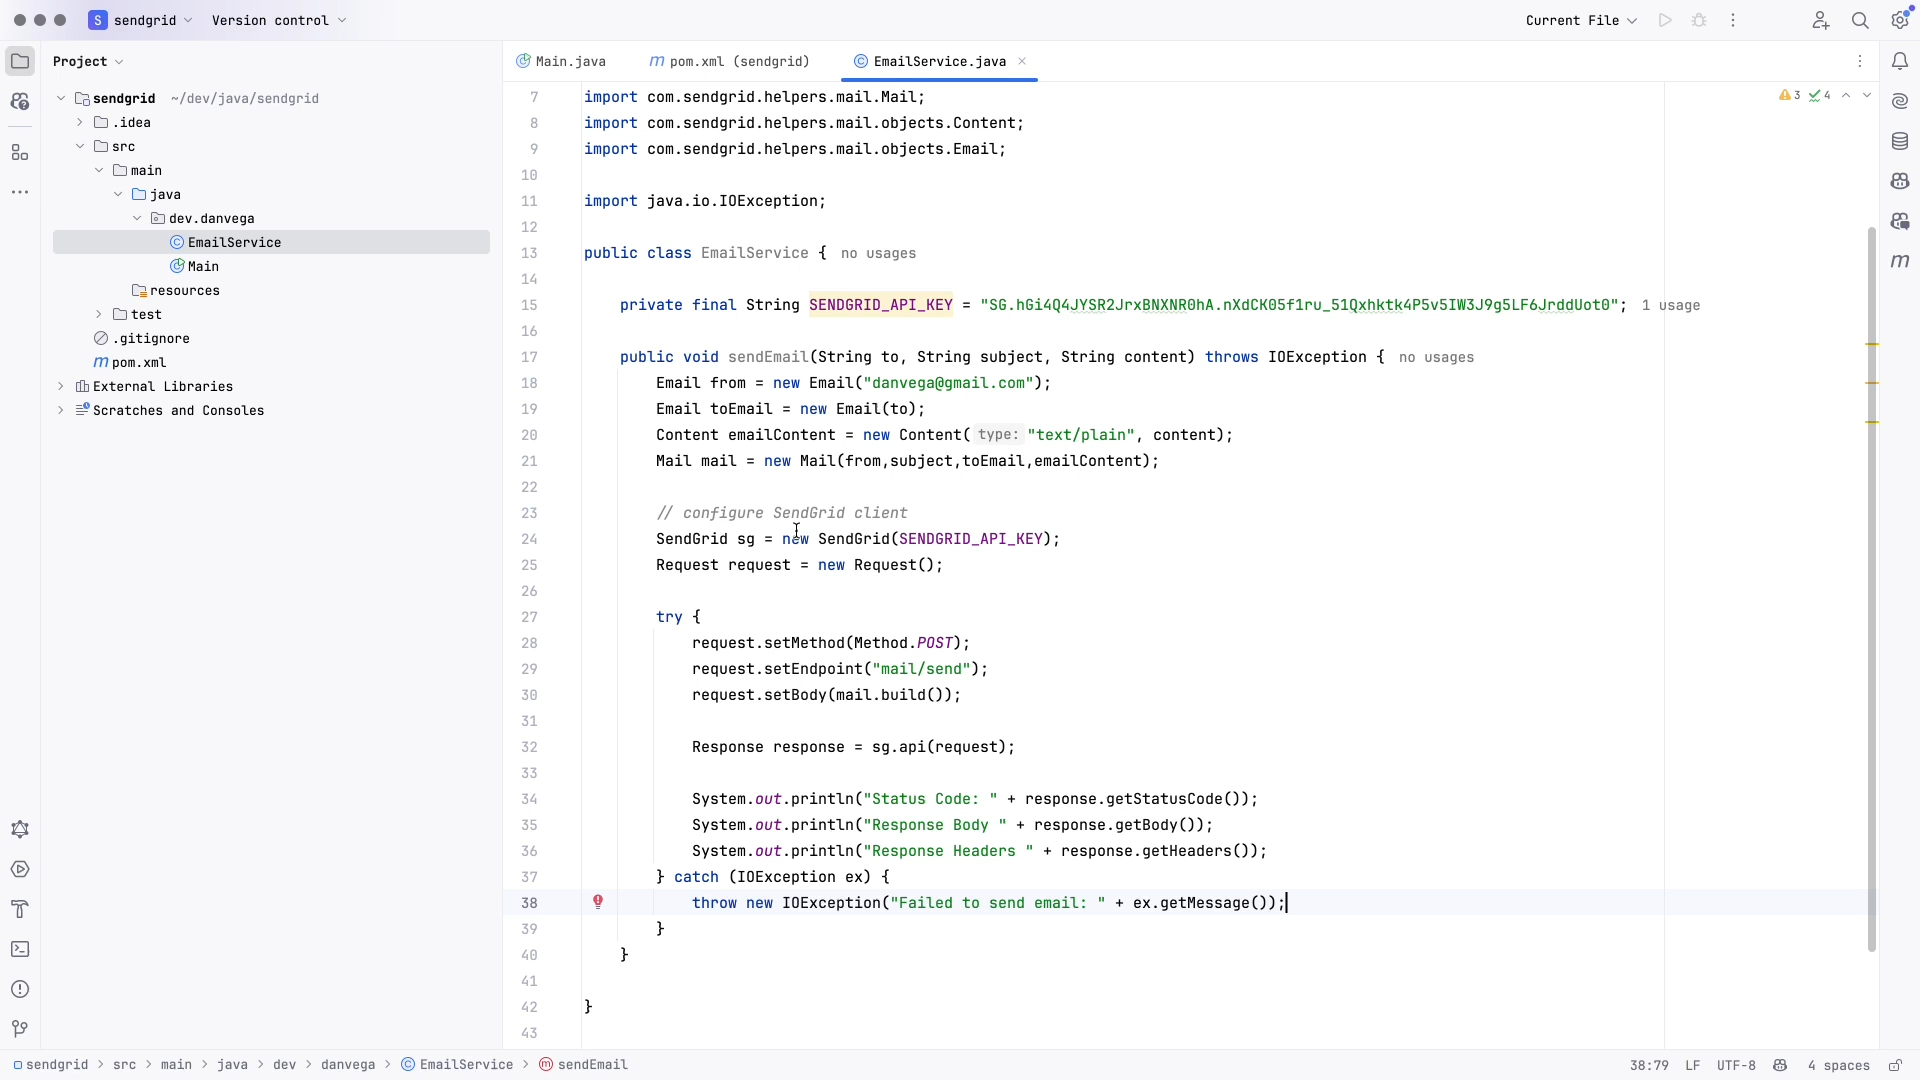 S sendgrid Version control Current File
Project
Main.java pom.xml (sendgrid) EmailService.java
sendgrid ~/dev/java/sendgrid
.idea
src
main
java
dev.danvega
EmailService
Main
resources
test
.gitignore
pom.xml
External Libraries
Scratches and Consoles
3 4
7 import com.sendgrid.helpers.mail.Mail;
8 import com.sendgrid.helpers.mail.objects.Content;
9 import com.sendgrid.helpers.mail.objects.Email;
10
11 import java.io.IOException;
12
13 public class EmailService { no usages
14
15 private final String SENDGRID_API_KEY = "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"; 1 usage
16
17 public void sendEmail(String to, String subject, String content) throws IOException { no usages
18 Email from = new Email("danvega@gmail.com");
19 Email toEmail = new Email(to);
20 Content emailContent = new Content( type: "text/plain", content);
21 Mail mail = new Mail(from,subject,toEmail,emailContent);
22
23 // configure SendGrid client
24 SendGrid sg = new SendGrid(SENDGRID_API_KEY);
25 Request request = new Request();
26
27 try {
28 request.setMethod(Method.POST);
29 request.setEndpoint("mail/send");
30 request.setBody(mail.build());
31
32 Response response = sg.api(request);
33
34 System.out.println("Status Code: " + response.getStatusCode());
35 System.out.println("Response Body " + response.getBody());
36 System.out.println("Response Headers " + response.getHeaders());
37 } catch (IOException ex) {
38 throw new IOException("Failed to send email: " + ex.getMessage());
39 }
40 }
41
42 }
43
sendgrid > src > main > java > dev > danvega > EmailService > sendEmail 38:79 LF UTF-8 4 spaces